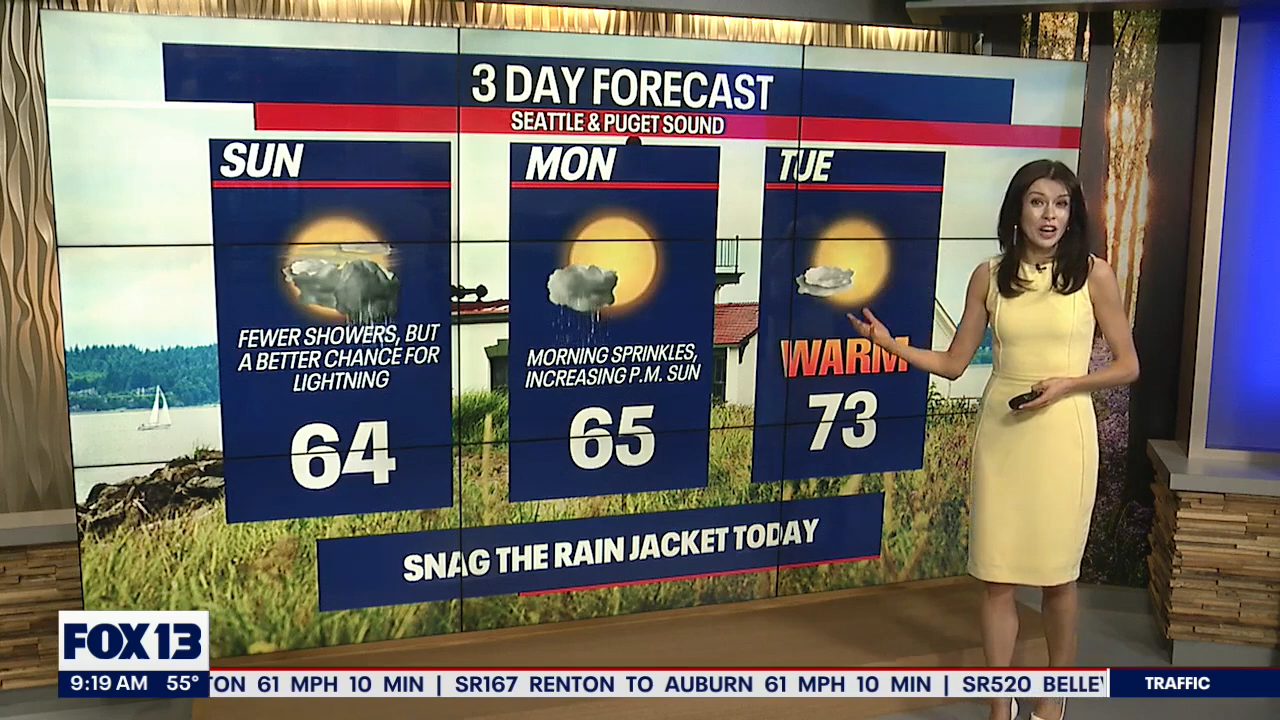 3 DAY FORECAST
SEATTLE & PUGET SOUND
SUN
FEWER SHOWERS, BUT
A BETTER CHANCE FOR
LIGHTNING
64
MON
MORNING SPRINKLES,
INCREASING P.M. SUN
65
TUE
WARM
73
SNAG THE RAIN JACKET TODAY
FOX 13
9:19 AM 55°
TON 61 MPH 10 MIN | SR167 RENTON TO AUBURN 61 MPH 10 MIN | SR520 BELLE
TRAFFIC